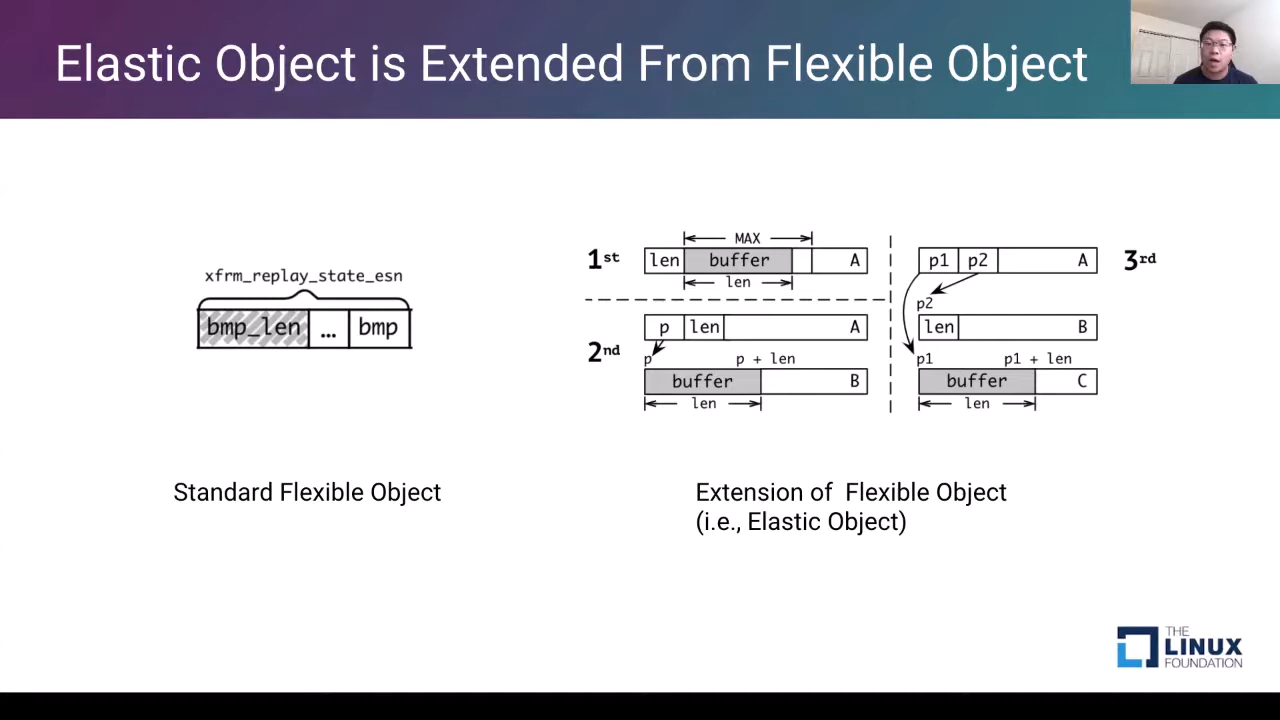 Elastic Object is Extended From Flexible Object
xfrm_replay_state_esn
bmp_len ... bmp
Standard Flexible Object
1st
MAX
len buffer A
len
2nd
p len A
p p + len
buffer B
len
3rd
p1 p2 A
p2
len B
p1 p1 + len
buffer C
len
Extension of Flexible Object
(i.e., Elastic Object)
THE
LINUX
FOUNDATION